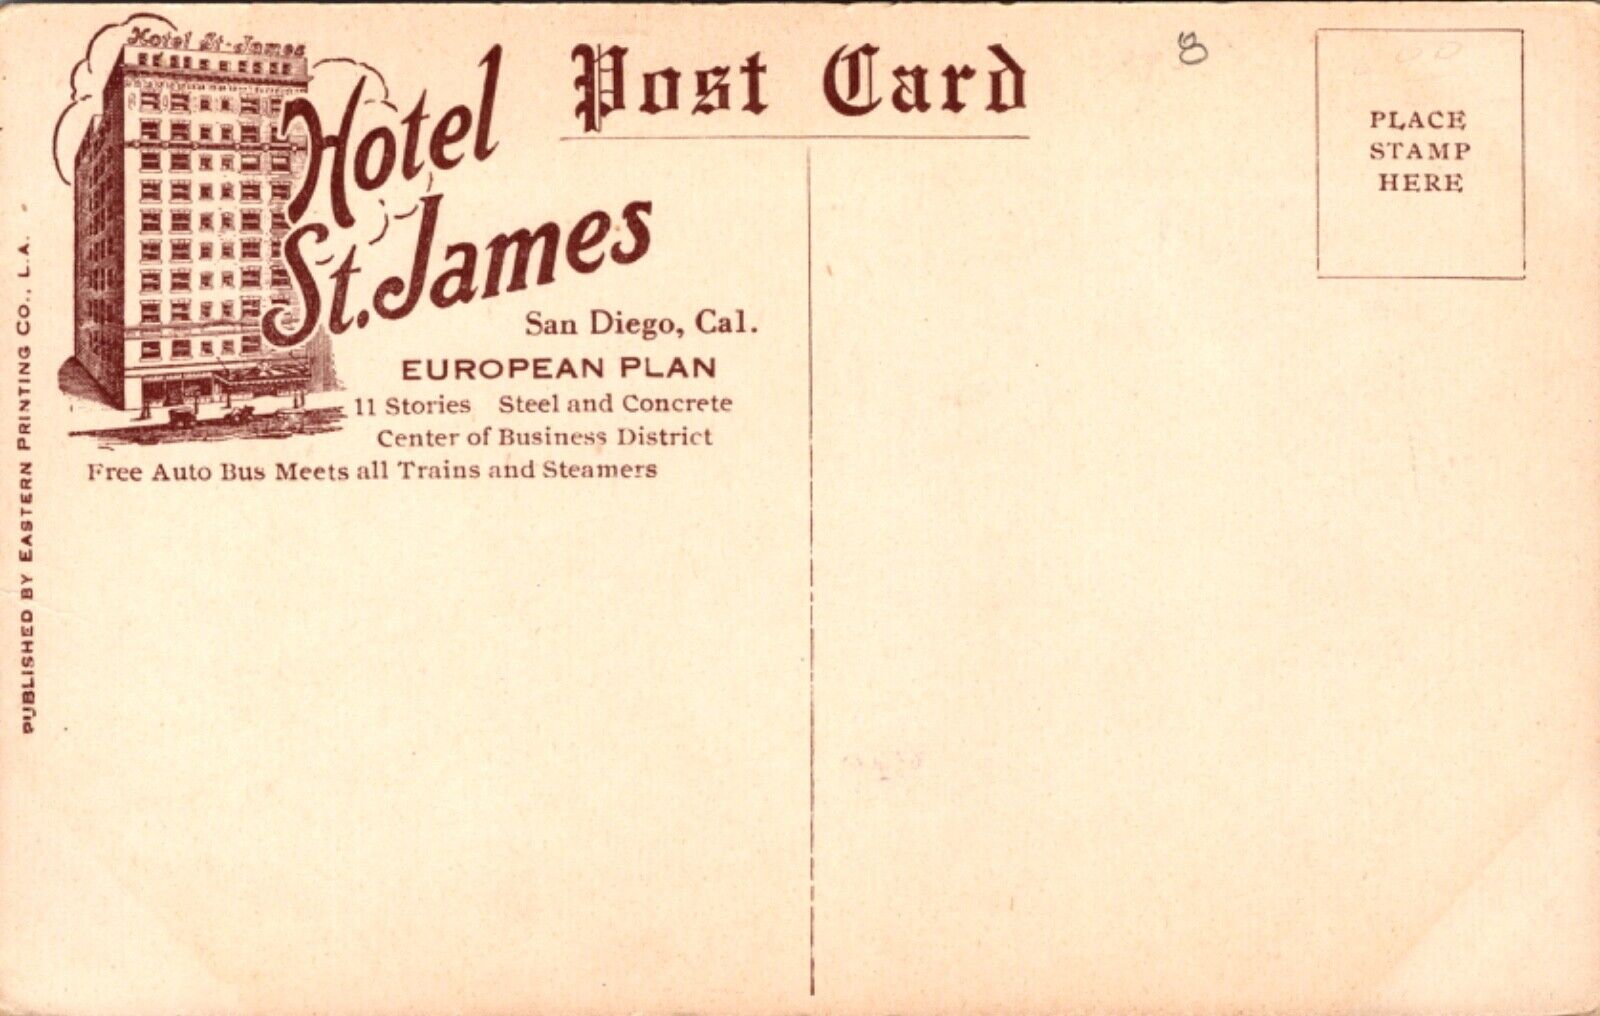 Hotel St. James
Hotel
St. James
San Diego, Cal.
EUROPEAN PLAN
11 Stories Steel and Concrete
Center of Business District
Free Auto Bus Meets all Trains and Steamers
PUBLISHED BY EASTERN PRINTING CO., L.A.
Post Card
8
PLACE
STAMP
HERE